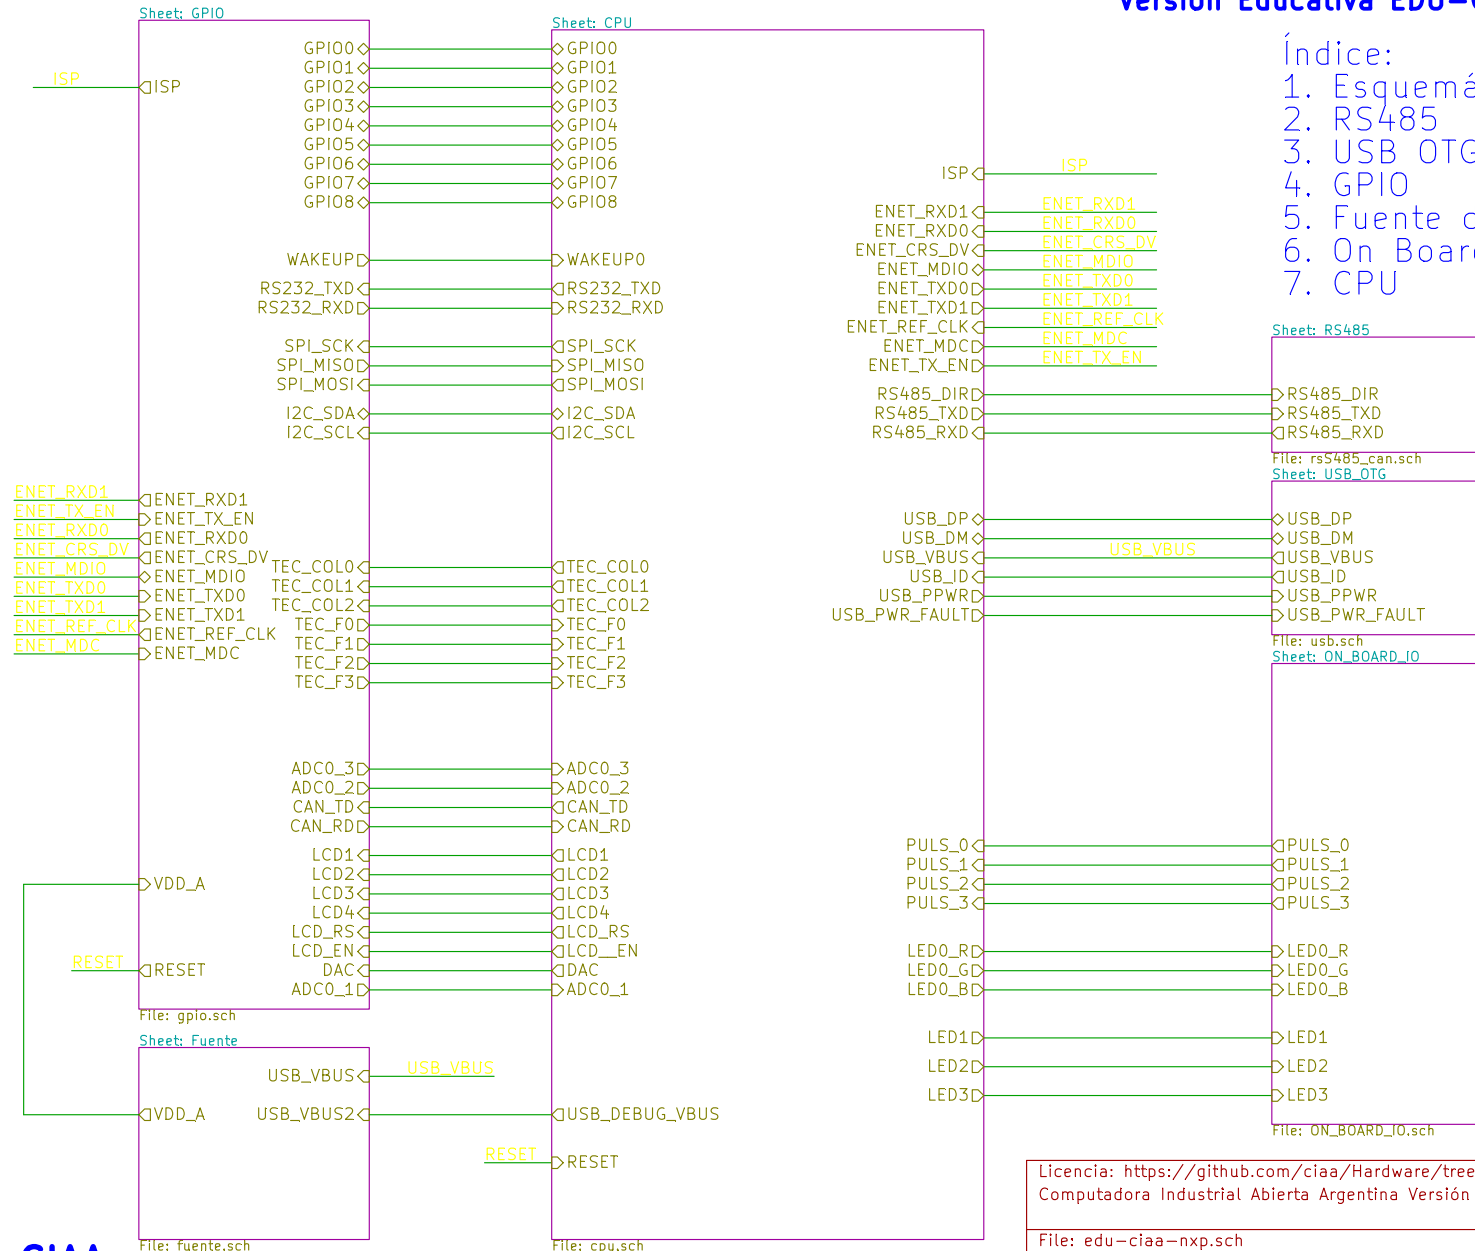 Versión Educativa
Índice:
1.
2. RS485
3. USB OTG
4. GPIO
5. Fuente
6. On
7. CPU
Sheet: GPIO
ISP
ISP
GPIO0
GPIO1
GPIO2
GPIO3
GPIO4
GPIO5
GPIO6
GPIO7
GPIO8
WAKEUP
RS232_TXD
RS232_RXD
SPI_SCK
SPI_MISO
SPI_MOSI
I2C_SDA
I2C_SCL
ENET_RXD1
ENET_TX_EN
ENET_RXD0
ENET_CRS_DV
ENET_MDIO
ENET_TXD0
ENET_TXD1
ENET_REF_CLK
ENET_MDC
ENET_RXD1
ENET_TX_EN
ENET_RXD0
ENET_CRS_DV
ENET_MDIO
ENET_TXD0
ENET_TXD1
ENET_REF_CLK
ENET_MDC
TEC_COL0
TEC_COL1
TEC_COL2
TEC_F0
TEC_F1
TEC_F2
TEC_F3
ADC0_3
ADC0_2
CAN_TD
CAN_RD
LCD1
LCD2
LCD3
LCD4
LCD_RS
LCD_EN
DAC
ADC0_1
VDD_A
RESET
RESET
File: gpio.sch
Sheet: Fuente
USB_VBUS
USB_VBUS
VDD_A
USB_VBUS2
File: fuente.sch
CIAA
Sheet: CPU
GPIO0
GPIO1
GPIO2
GPIO3
GPIO4
GPIO5
GPIO6
GPIO7
GPIO8
WAKEUP0
RS232_TXD
RS232_RXD
SPI_SCK
SPI_MISO
SPI_MOSI
I2C_SDA
I2C_SCL
TEC_COL0
TEC_COL1
TEC_COL2
TEC_F0
TEC_F1
TEC_F2
TEC_F3
ADC0_3
ADC0_2
CAN_TD
CAN_RD
LCD1
LCD2
LCD3
LCD4
LCD_RS
LCD__EN
DAC
ADC0_1
USB_DEBUG_VBUS
RESET
RESET
ISP
ENET_RXD1
ENET_RXD0
ENET_CRS_DV
ENET_MDIO
ENET_TXD0
ENET_TXD1
ENET_REF_CLK
ENET_MDC
ENET_TX_EN
RS485_DIR
RS485_TXD
RS485_RXD
USB_DP
USB_DM
USB_VBUS
USB_ID
USB_PPWR
USB_PWR_FAULT
PULS_0
PULS_1
PULS_2
PULS_3
LED0_R
LED0_G
LED0_B
LED1
LED2
LED3
File: cpu.sch
ISP
ENET_RXD1
ENET_RXD0
ENET_CRS_DV
ENET_MDIO
ENET_TXD0
ENET_TXD1
ENET_REF_CLK
ENET_MDC
ENET_TX_EN
USB_VBUS
Sheet: RS485
RS485_DIR
RS485_TXD
RS485_RXD
File: rsS485_can.sch
Sheet: USB_OTG
USB_DP
USB_DM
USB_VBUS
USB_ID
USB_PPWR
USB_PWR_FAULT
File: usb.sch
Sheet: ON_BOARD_IO
PULS_0
PULS_1
PULS_2
PULS_3
LED0_R
LED0_G
LED0_B
LED1
LED2
LED3
File: ON_BOARD_IO.sch
Licencia: https://github.com/ciaa/Hardware/tree
Computadora Industrial Abierta Argentina Versión
File: edu-ciaa-nxp.sch